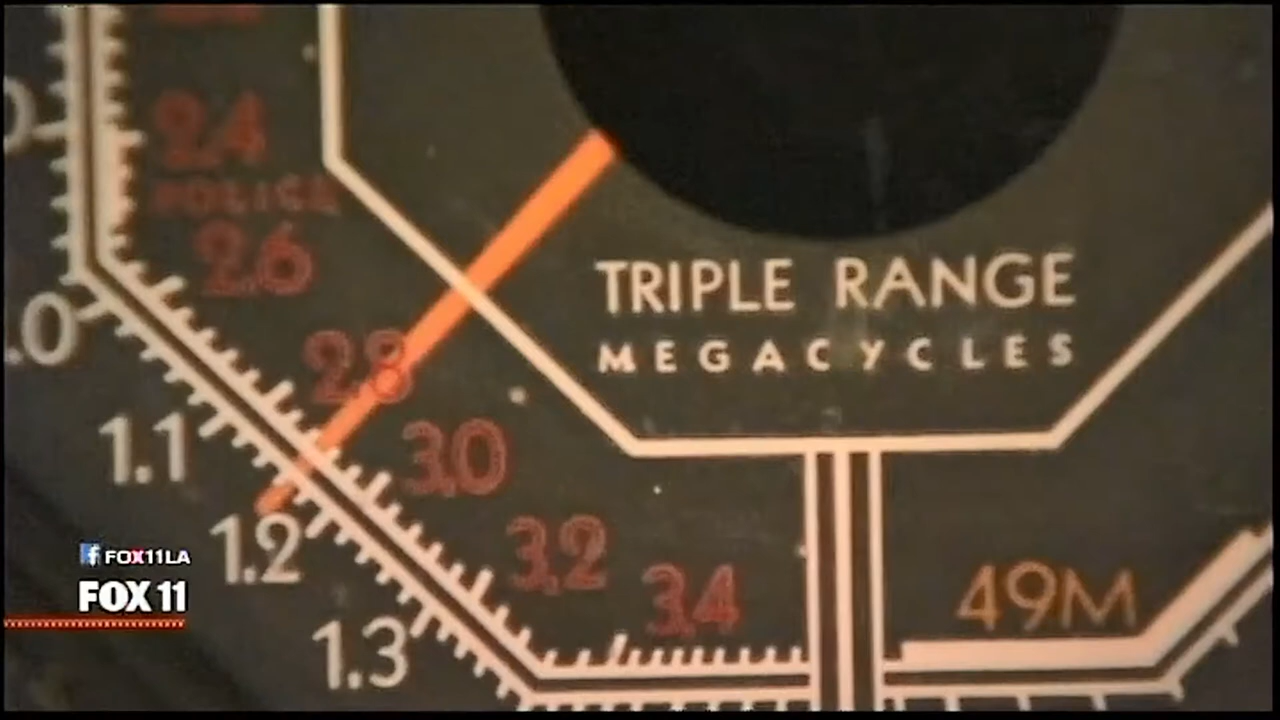 2.4
POLICE
2.6
.0
2.8
1.1
3.0
1.2
3.2
3.4
1.3
TRIPLE RANGE
MEGACYCLES
49M
FOX11LA
FOX 11